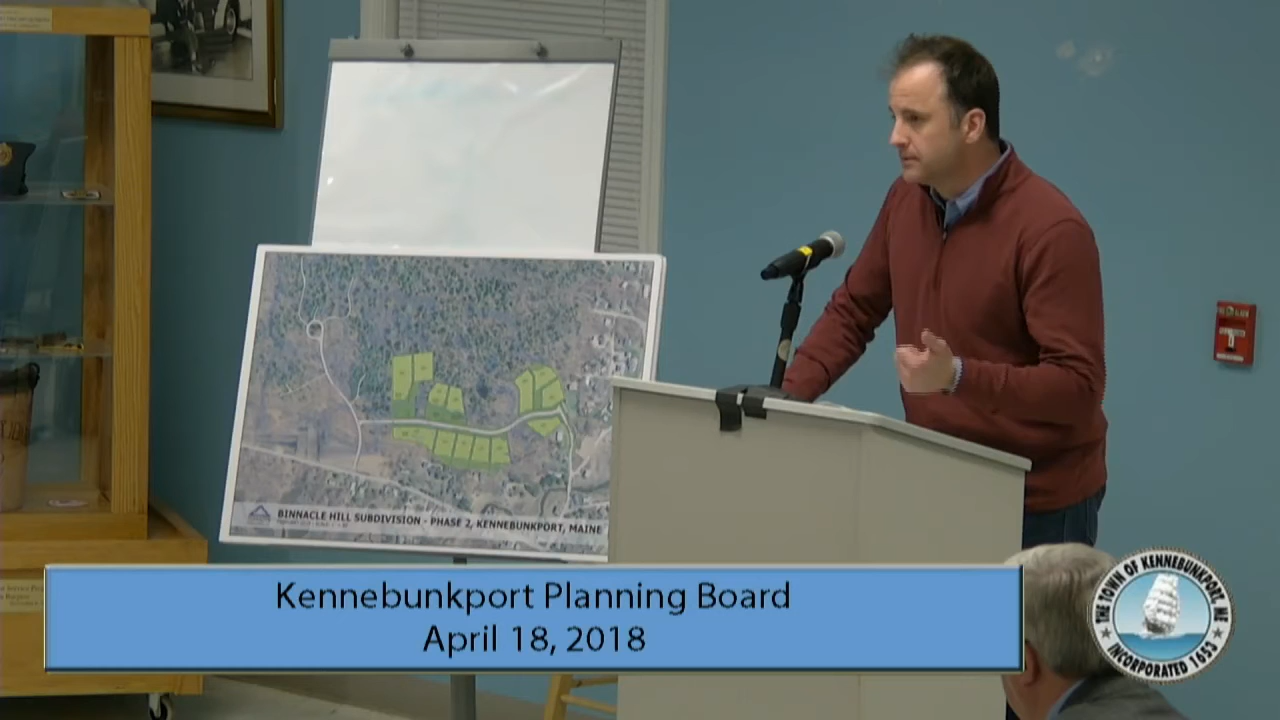 BINNACLE HILL SUBDIVISION - PHASE 2, KENNEBUNKPORT, MAINE
Kennebunkport Planning Board
April 18, 2018
THE TOWN OF KENNEBUNKPORT, ME
INCORPORATED 1653